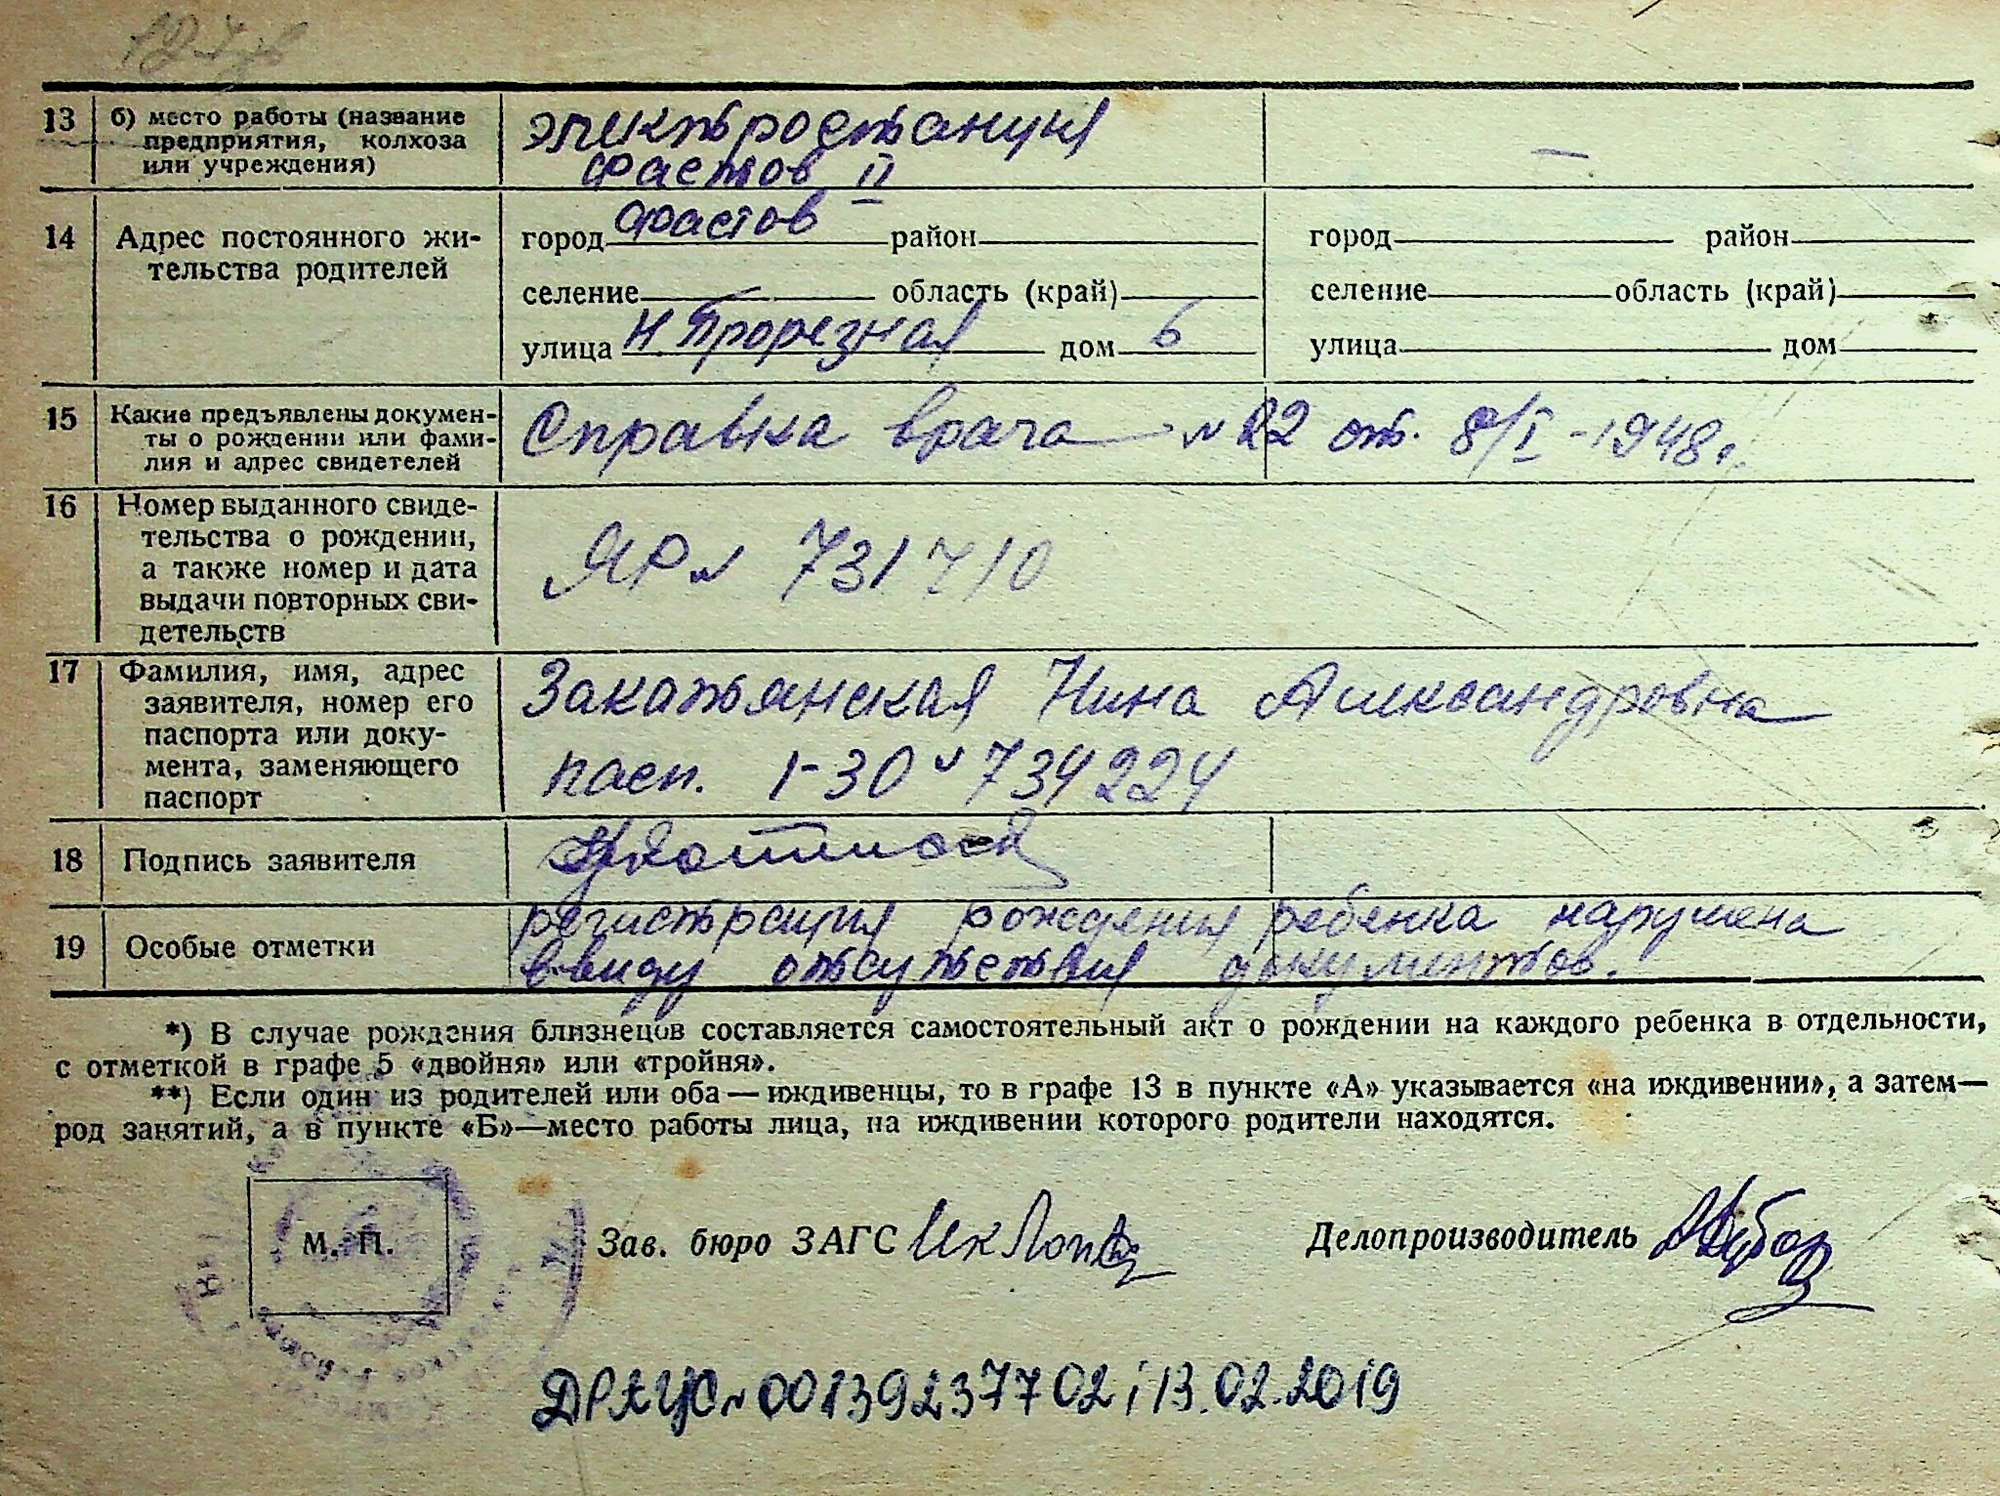 13 б) место работы (название предприятия, колхоза или учреждения)
электростанция
Фастов II
14 Адрес постоянного жительства родителей
город Фастов район город район
селение область (край) селение область (край)
улица Н Прорезная дом 6 улица дом
15 Какие предъявлены документы о рождении или фамилия и адрес свидетелей
Справка врача № 22 от. 8/I - 1948 г.
16 Номер выданного свидетельства о рождении, а также номер и дата выдачи повторных свидетельств
ЯР № 731710
17 Фамилия, имя, адрес заявителя, номер его паспорта или документа, заменяющего паспорт
Закатянская Нина Александровна
пасп. 1-30 № 734224
18 Подпись заявителя
19 Особые отметки
регистрация рождения ребенка нарушена
ввиду отсутствия документов.
*) В случае рождения близнецов составляется самостоятельный акт о рождении на каждого ребенка в отдельности,
с отметкой в графе 5 «двойня» или «тройня».
**) Если один из родителей или оба — иждивенцы, то в графе 13 в пункте «А» указывается «на иждивении», а затем—
род занятий, а в пункте «Б»—место работы лица, на иждивении которого родители находятся.
М. П.
Зав. бюро ЗАГС Делопроизводитель
ДРАЦС № 00139237702 і 13.02.2019